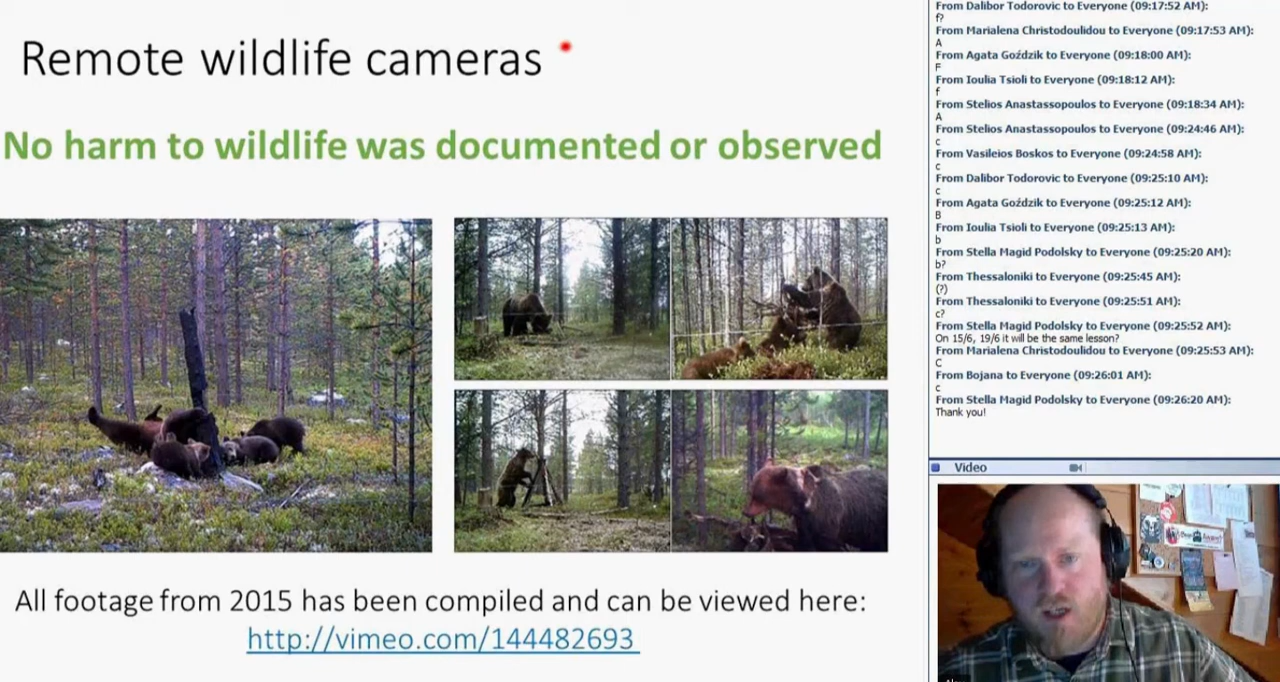 Remote wildlife cameras
No harm to wildlife was documented or observed
All footage from 2015 has been compiled and can be viewed here:
http://vimeo.com/144482693
From Dalibor Todorovic to Everyone (09:17:52 AM):
f?
From Marialena Christodoulidou to Everyone (09:17:53 AM):
A
From Agata Goździk to Everyone (09:18:00 AM):
F
From Ioulia Tsioli to Everyone (09:18:12 AM):
f
From Stelios Anastassopoulos to Everyone (09:18:34 AM):
A
From Stelios Anastassopoulos to Everyone (09:24:46 AM):
c
From Vasileios Boskos to Everyone (09:24:58 AM):
c
From Dalibor Todorovic to Everyone (09:25:10 AM):
c
From Agata Goździk to Everyone (09:25:12 AM):
B
From Ioulia Tsioli to Everyone (09:25:13 AM):
b
From Stella Magid Podolsky to Everyone (09:25:20 AM):
b?
From Thessaloniki to Everyone (09:25:45 AM):
(?)
From Thessaloniki to Everyone (09:25:51 AM):
c?
From Stella Magid Podolsky to Everyone (09:25:52 AM):
On 15/6, 19/6 it will be the same lesson?
From Marialena Christodoulidou to Everyone (09:25:53 AM):
C
From Bojana to Everyone (09:26:01 AM):
c
From Stella Magid Podolsky to Everyone (09:26:20 AM):
Thank you!
Video